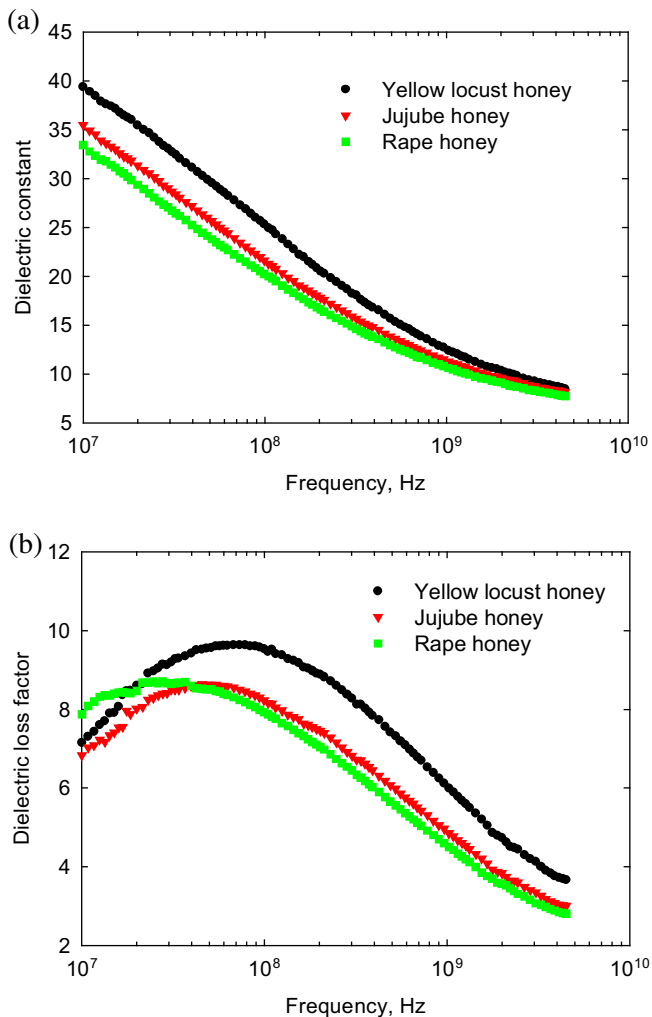 (a)
45
40
35
30
25
20
15
10
5
Dielectric constant
Yellow locust honey
Jujube honey
Rape honey
10⁷ 10⁸ 10⁹ 10¹⁰
Frequency, Hz
(b)
12
10
8
6
4
2
Dielectric loss factor
Yellow locust honey
Jujube honey
Rape honey
10⁷ 10⁸ 10⁹ 10¹⁰
Frequency, Hz